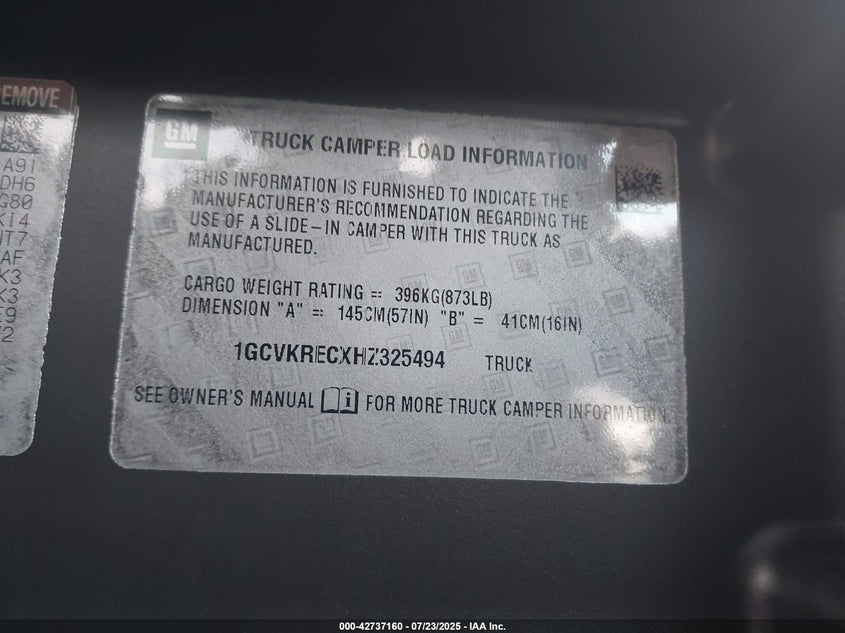 EMOVE
A91
DH6
G80
KI4
NT7
AF
K3
K3
E9
2
GM
TRUCK CAMPER LOAD INFORMATION
THIS INFORMATION IS FURNISHED TO INDICATE THE
MANUFACTURER'S RECOMMENDATION REGARDING THE
USE OF A SLIDE–IN CAMPER WITH THIS TRUCK AS
MANUFACTURED.
CARGO WEIGHT RATING = 396KG(873LB)
DIMENSION "A" = 145CM(57IN) "B" = 41CM(16IN)
1GCVKRECXHZ325494 TRUCK
SEE OWNER'S MANUAL i FOR MORE TRUCK CAMPER INFORMATION.
000-42737160 - 07/23/2025 - IAA Inc.